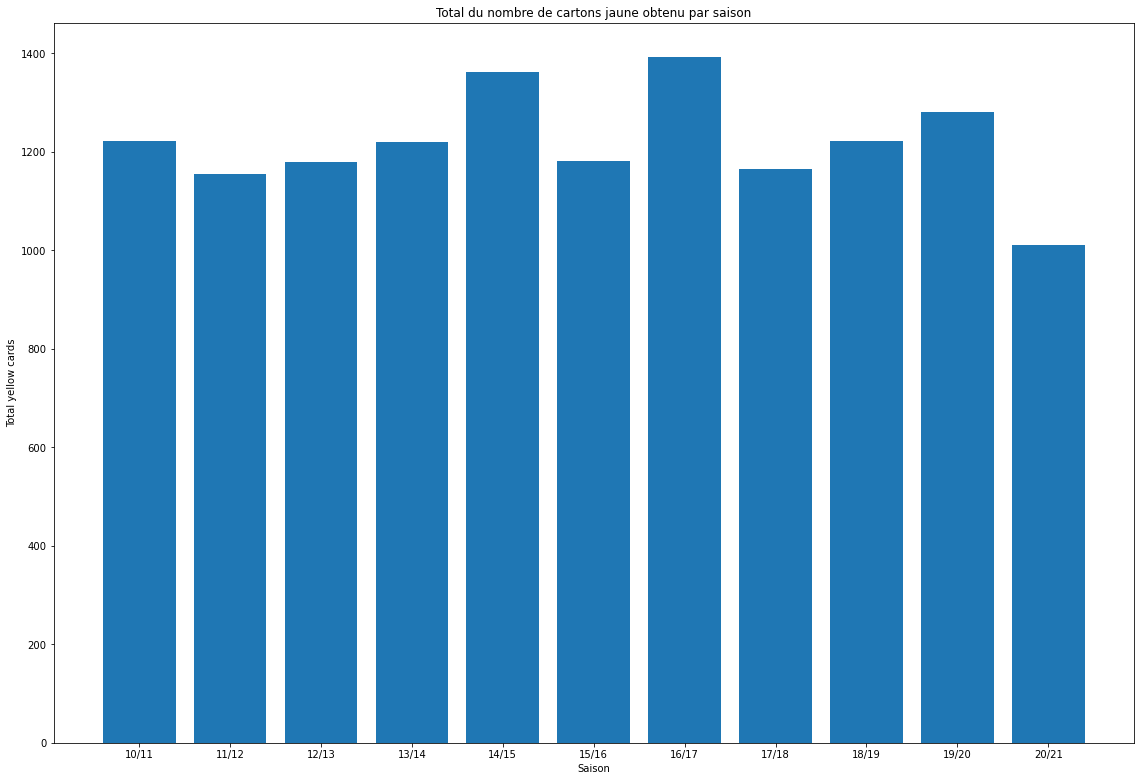 Total du nombre de cartons jaune obtenu par saison
1400
1200
1000
800
600
400
200
0
Total yellow cards
10/11 11/12 12/13 13/14 14/15 15/16 16/17 17/18 18/19 19/20 20/21
Saison